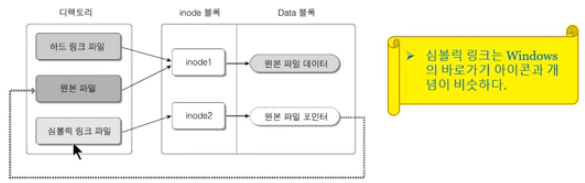 디랙토리
inode 블록
Data 블록
하드 링크 파일
inode1
원본 파일 데이터
원본 파일
심볼릭 링크 파일
inode2
원본 파일 포인터
➤ 심볼릭 링크는 Windows
의 바로가기 아이콘과 개
념이 비슷하다.